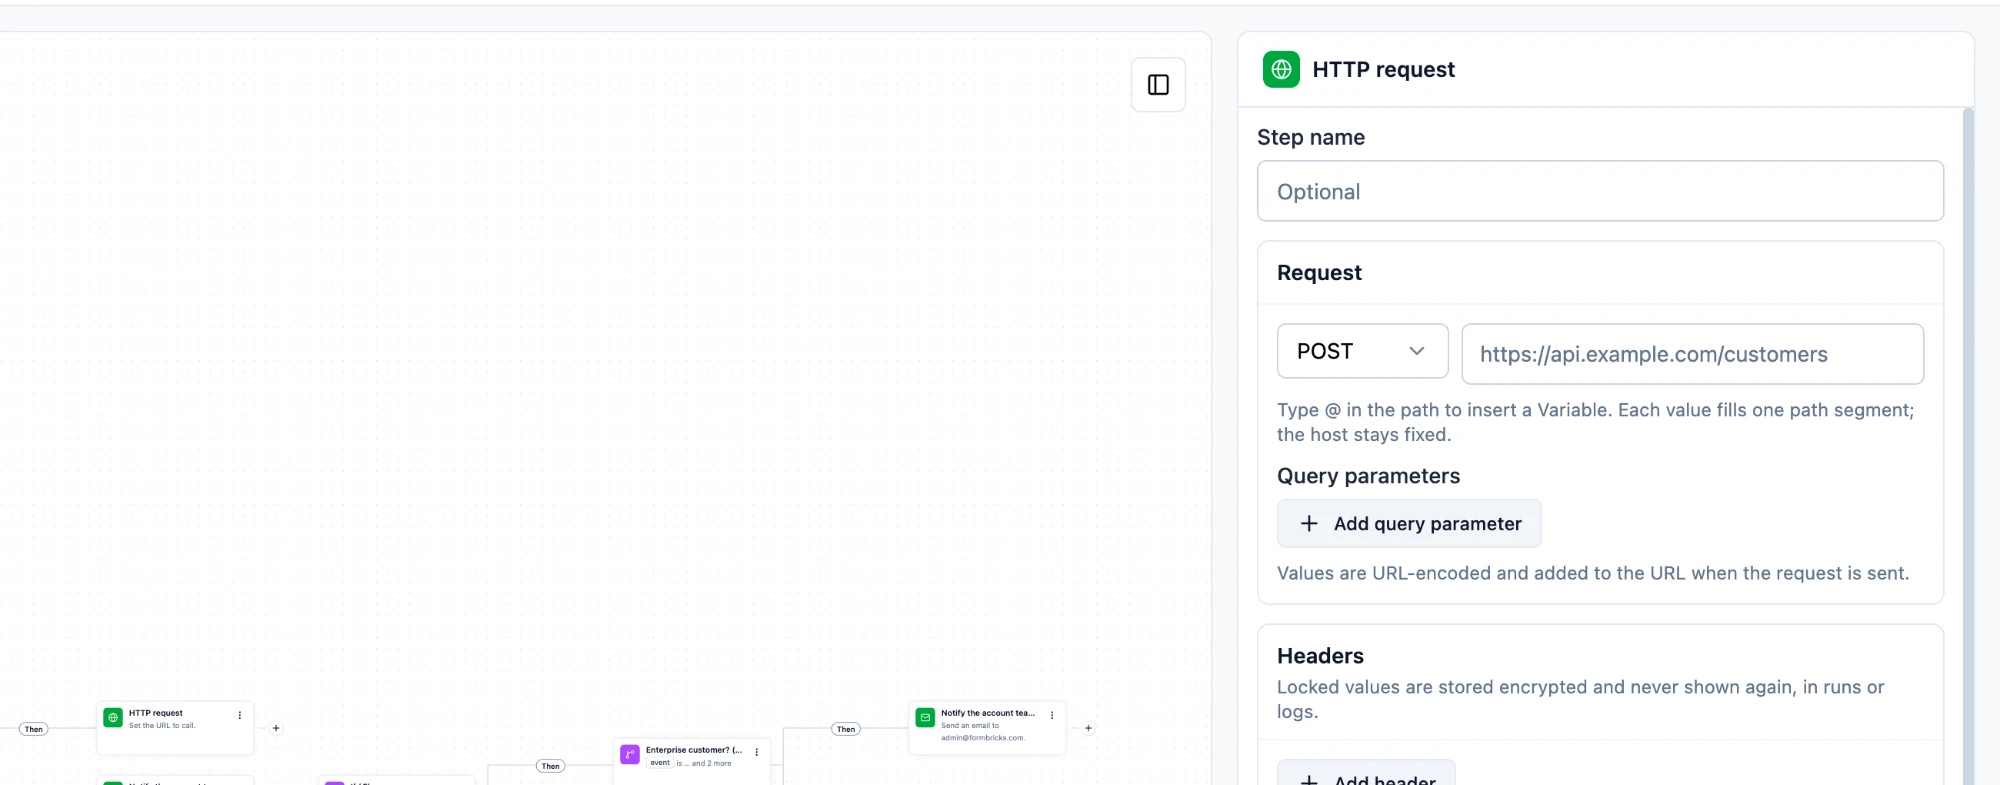 HTTP request
Step name
Optional
Request
POST
https://api.example.com/customers
Type @ in the path to insert a Variable. Each value fills one path segment;
the host stays fixed.
Query parameters
Add query parameter
Values are URL-encoded and added to the URL when the request is sent.
Headers
Locked values are stored encrypted and never shown again, in runs or
logs.
Add header
Then
HTTP request
Set the URL to call.
Then
Enterprise customer? (...
event is ... and 2 more
Then
Notify the account tea...
Send an email to
admin@formbricks.com.